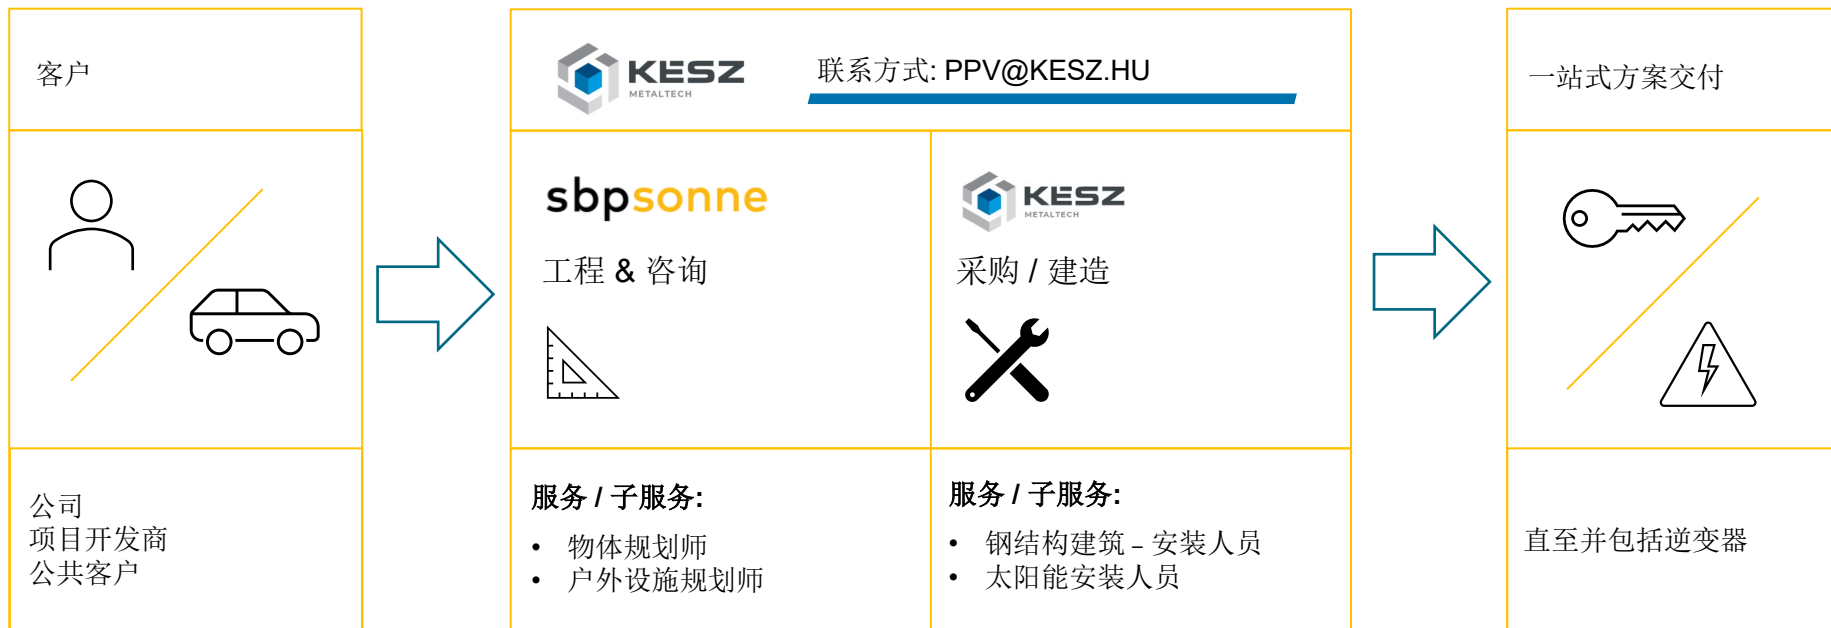 客户
KÉSZ
METALTECH
联系方式: PPV@KESZ.HU
一站式方案交付
sbpsonne
工程 & 咨询
KÉSZ
METALTECH
采购 / 建造
公司
项目开发商
公共客户
服务 / 子服务:
• 物体规划师
• 户外设施规划师
服务 / 子服务:
• 钢结构建筑 – 安装人员
• 太阳能安装人员
直至并包括逆变器